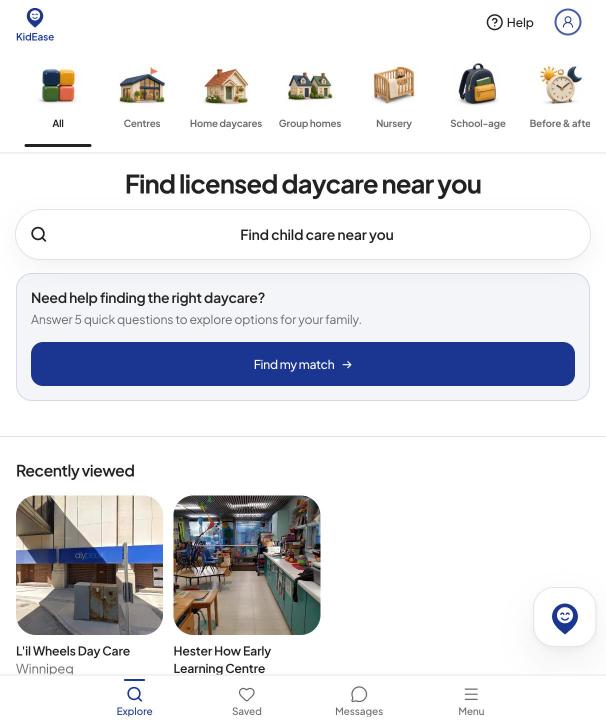 KidEase
Help
All
Centres
Home daycares
Group homes
Nursery
School-age
Before & afte
Find licensed daycare near you
Find child care near you
Need help finding the right daycare?
Answer 5 quick questions to explore options for your family.
Find my match →
Recently viewed
L'il Wheels Day Care
Winnipeg
Hester How Early
Learning Centre
Explore
Saved
Messages
Menu